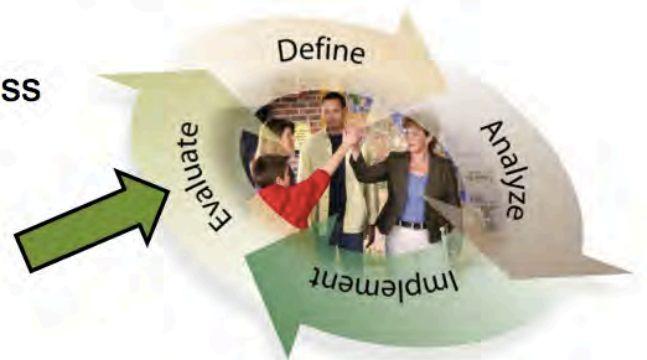 ss
Define
Analyze
Implement
Evaluate